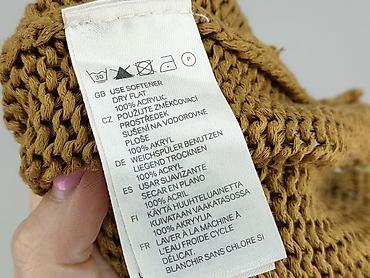 30
P
GB USE SOFTENER
DRY FLAT
100% ACRYLIC
CZ POUŽIJTE ZMĚKČOVACÍ
PROSTŘEDEK
SUŠENÍ NA VODOROVNÉ
PLOŠE
100% AKRYL
DE WEICHSPÜLER BENUTZEN
LIEGEND TROCKNEN
100% ACRYL
ES USAR SUAVIZANTE
SECAR EN PLANO
100% ACRIL
FI KÄYTÄ HUUHTELUAINETTA
KUIVATAAN VAAKATASOSSA
100% AKRYYLIA
FR LAVER À LA MACHINE À
L'EAU FROIDE CYCLE
DÉLICAT.
BLANCHIR SANS CHLORE SI